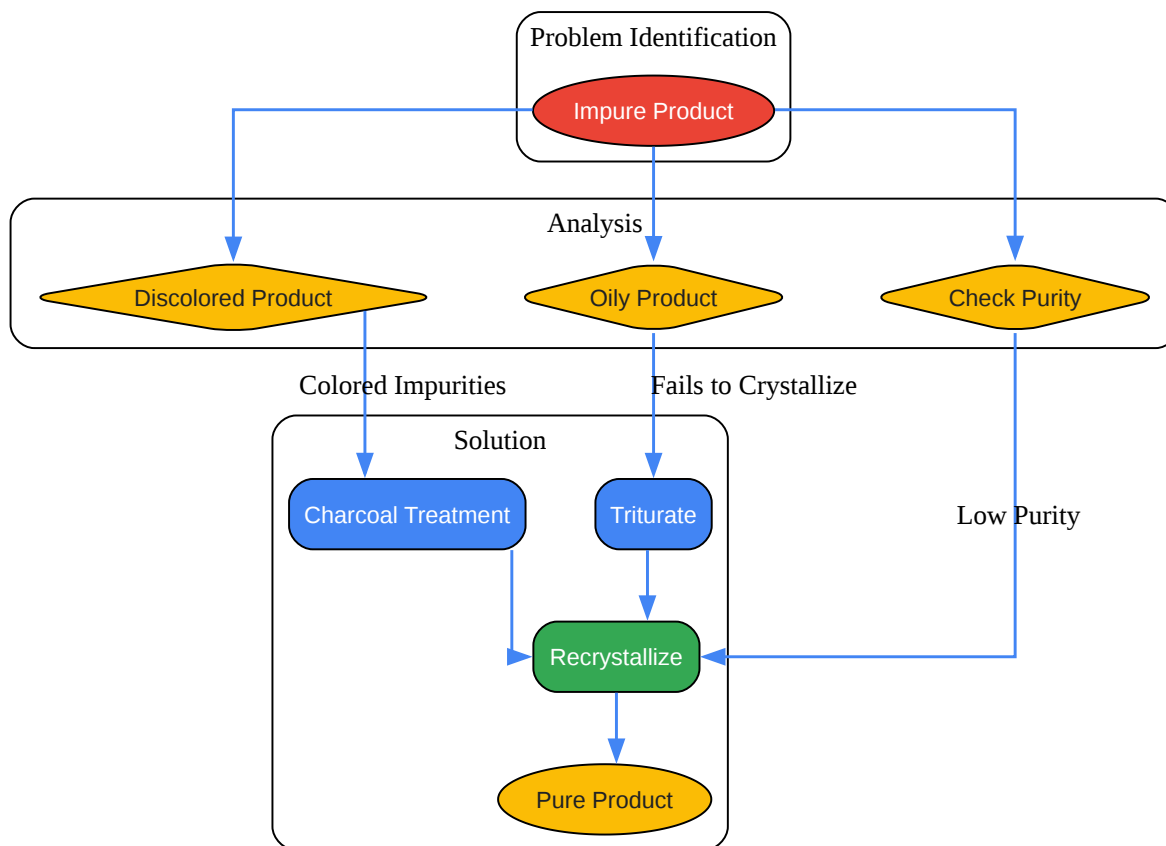 Problem Identification
Impure Product
Analysis
Discolored Product
Oily Product
Check Purity
Colored Impurities
Fails to Crystallize
Solution
Charcoal Treatment
Triturate
Low Purity
Recrystallize
Pure Product